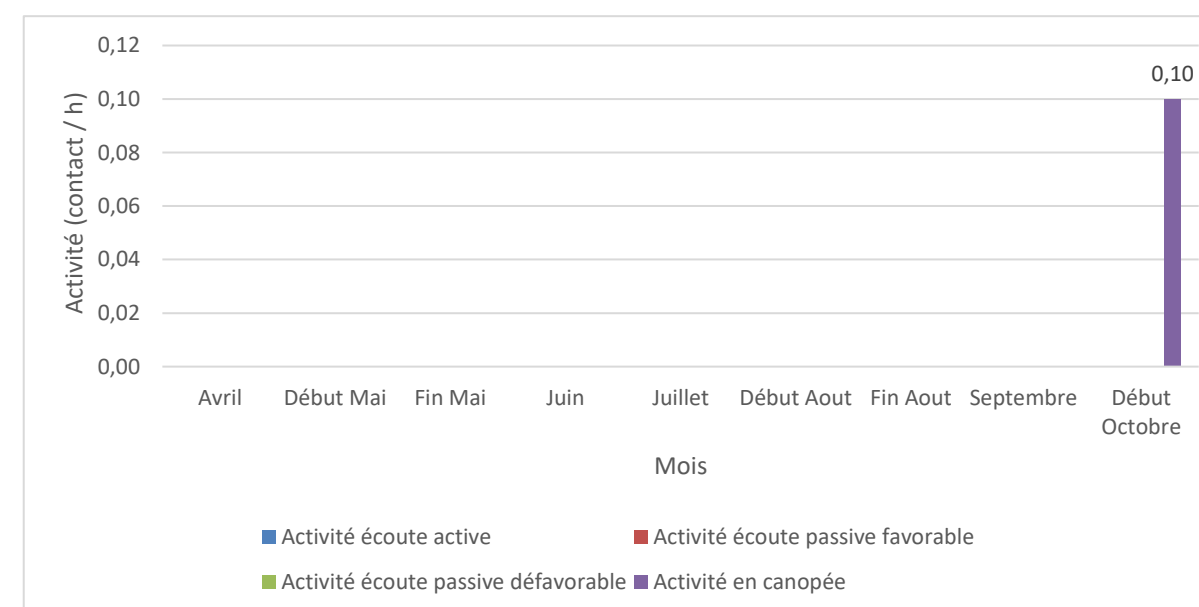 0,12
0,10
0,10
0,08
0,06
0,04
0,02
0,00
Activité (contact / h)
Avril Début Mai Fin Mai Juin Juillet Début Aout Fin Aout Septembre Début
Octobre
Mois
Activité écoute active Activité écoute passive favorable
Activité écoute passive défavorable Activité en canopée